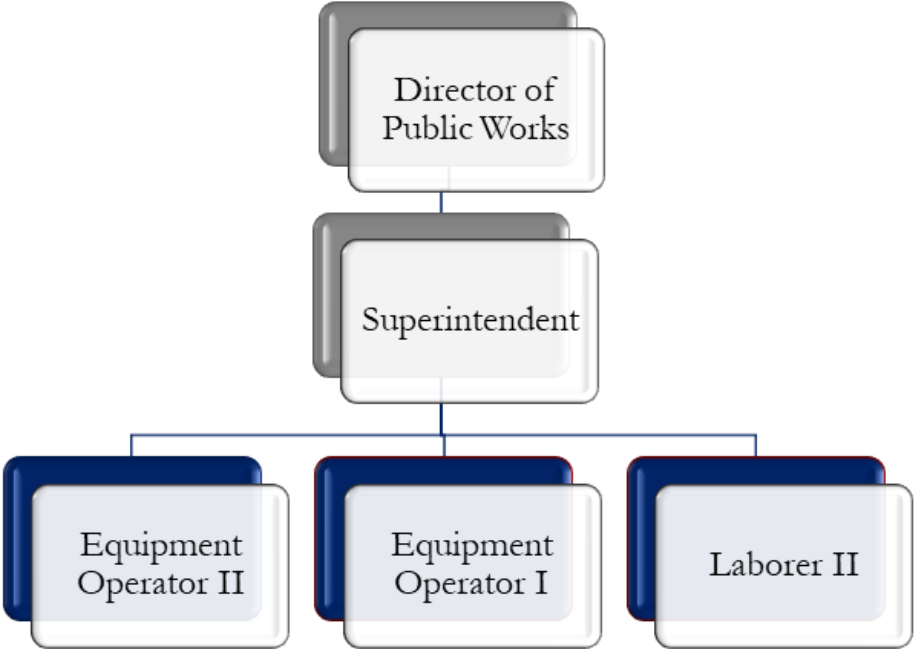 Director of
Public Works
Superintendent
Equipment
Operator II
Equipment
Operator I
Laborer II